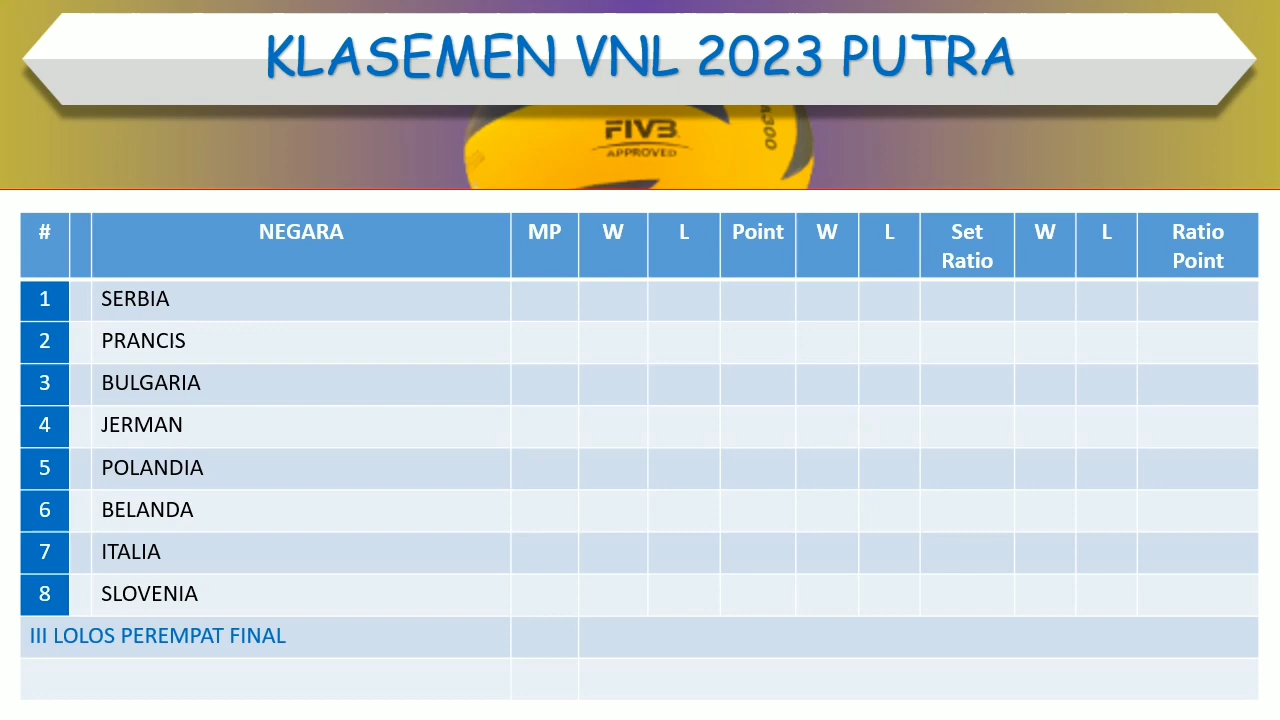 KLASEMEN VNL 2023 PUTRA
FIVB
APPROVED
# NEGARA MP W L Point W L Set Ratio W L Ratio Point
1 SERBIA
2 PRANCIS
3 BULGARIA
4 JERMAN
5 POLANDIA
6 BELANDA
7 ITALIA
8 SLOVENIA
III LOLOS PEREMPAT FINAL